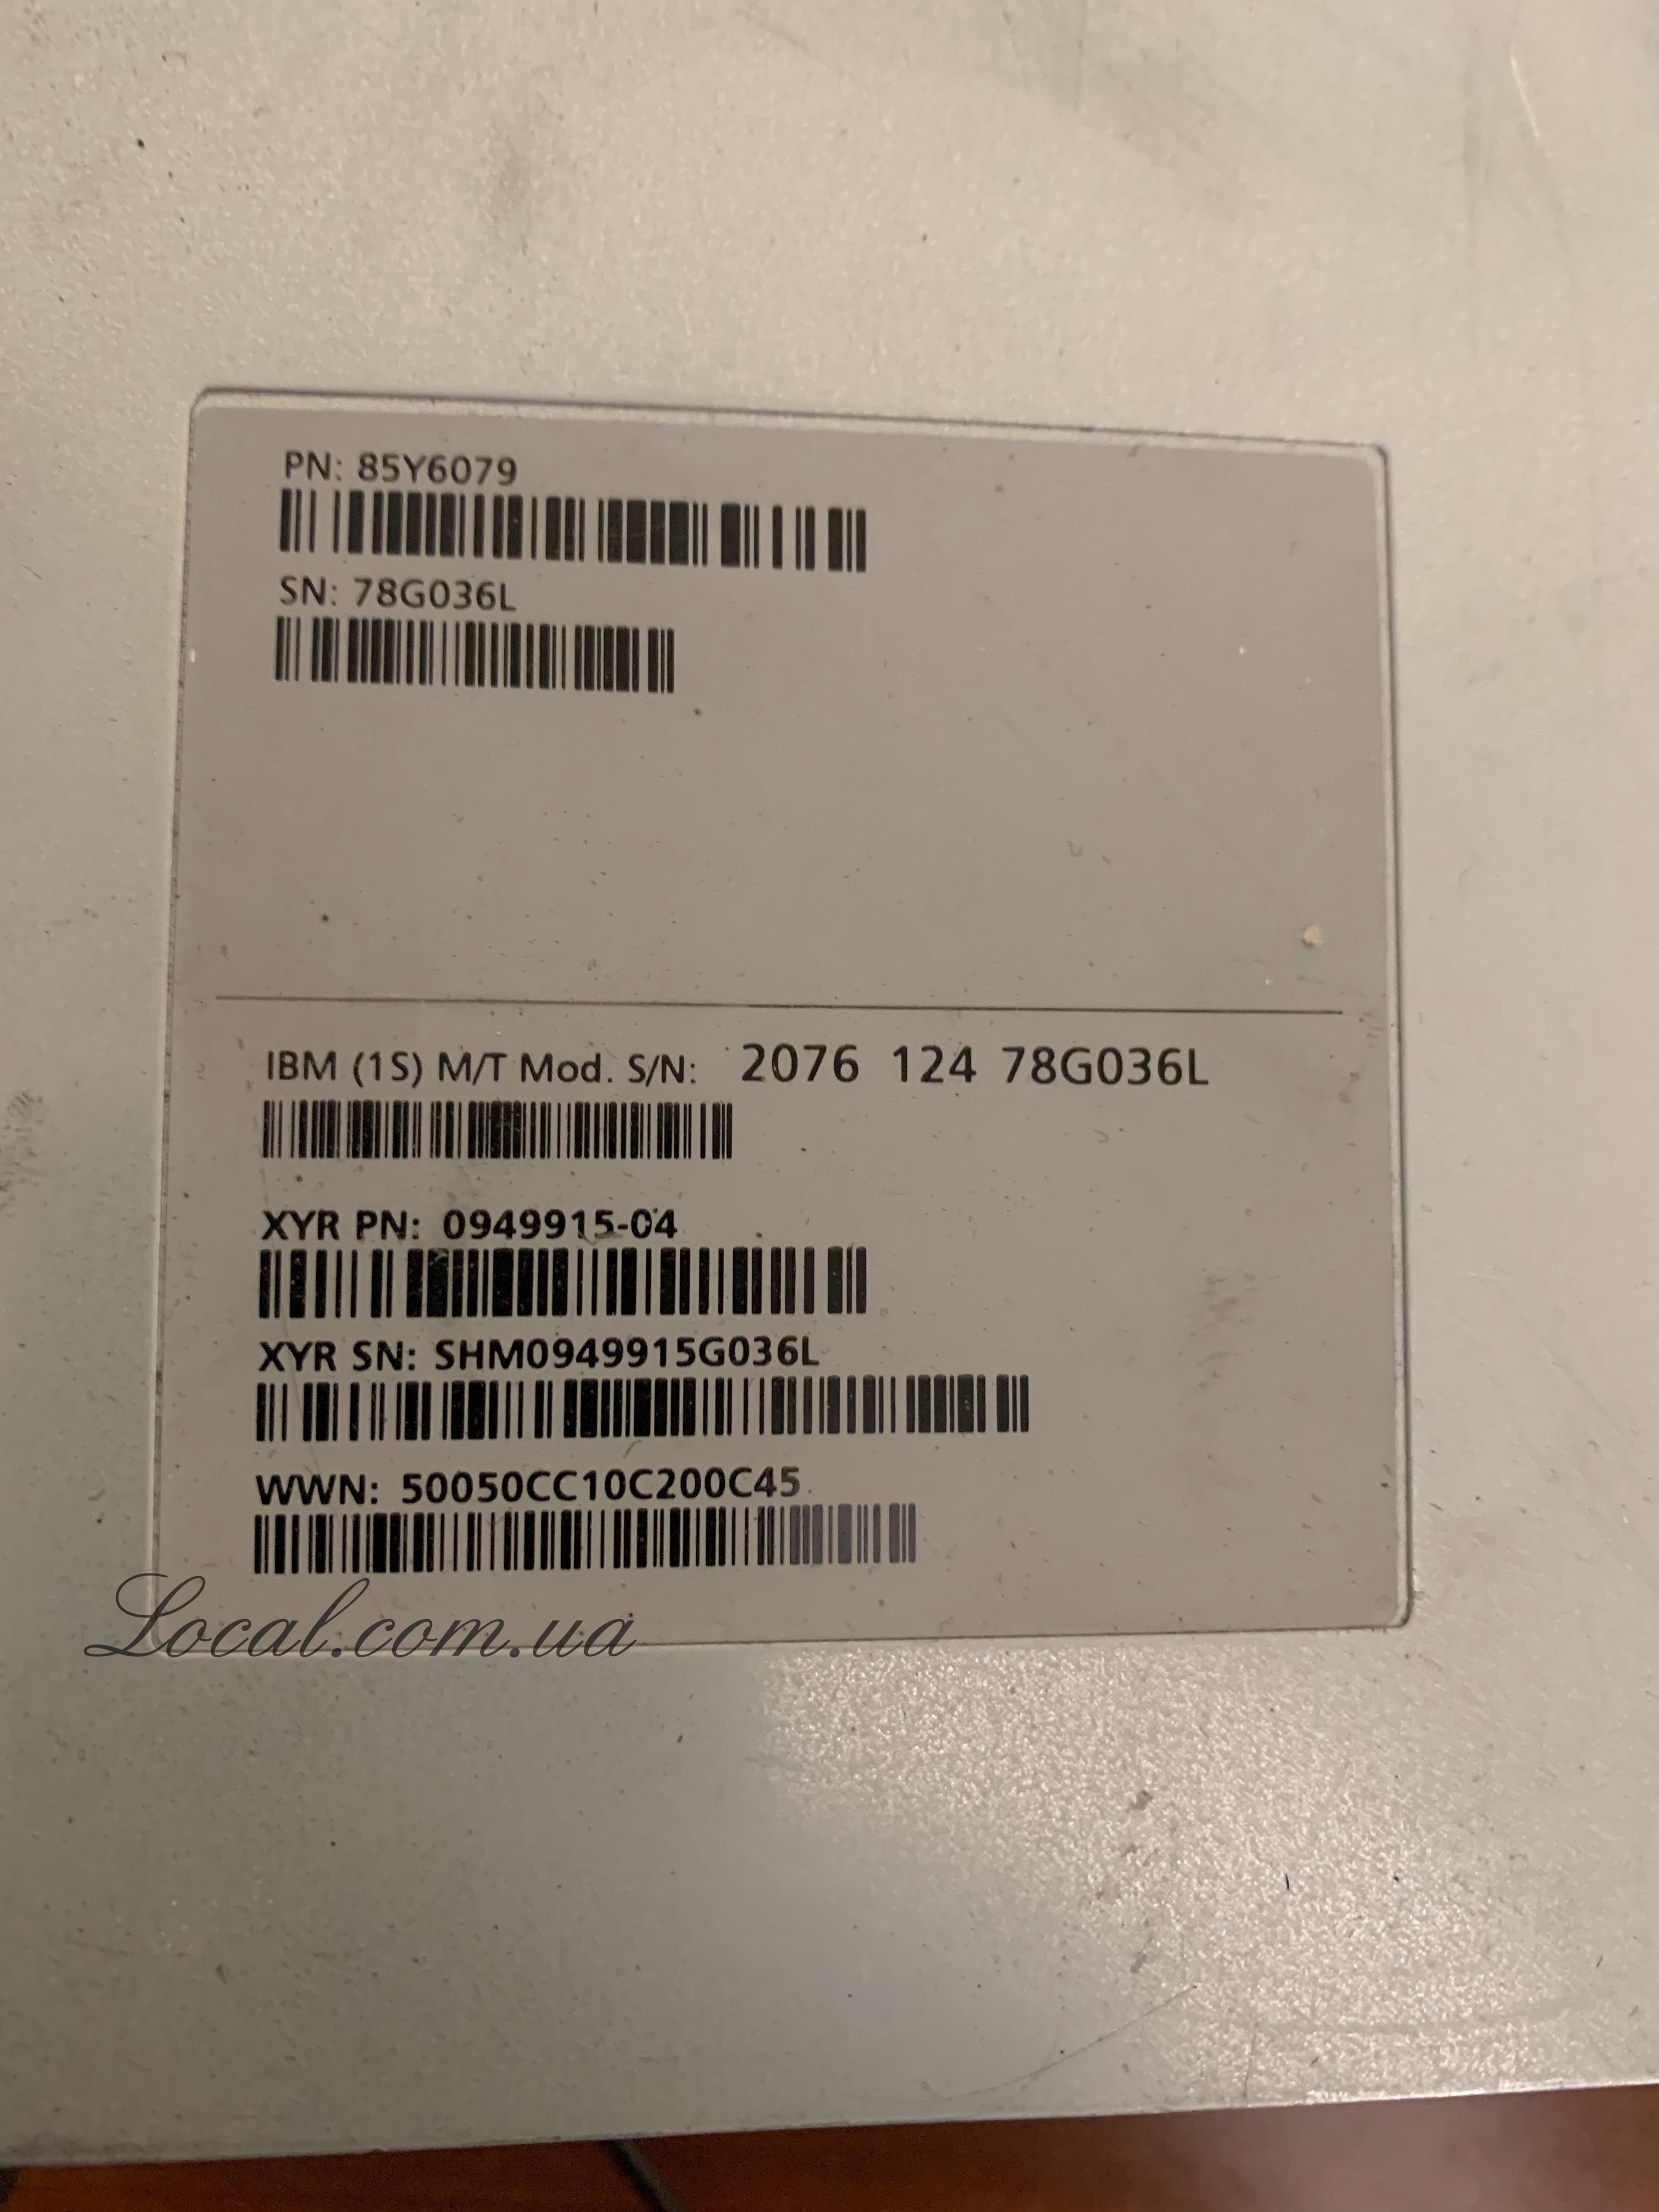 PN: 85Y6079
SN: 78G036L
IBM (1S) M/T Mod. S/N: 2076 124 78G036L
XYR PN: 0949915-04
XYR SN: SHM0949915G036L
WWN: 50050CC10C200C45
Local.com.ua